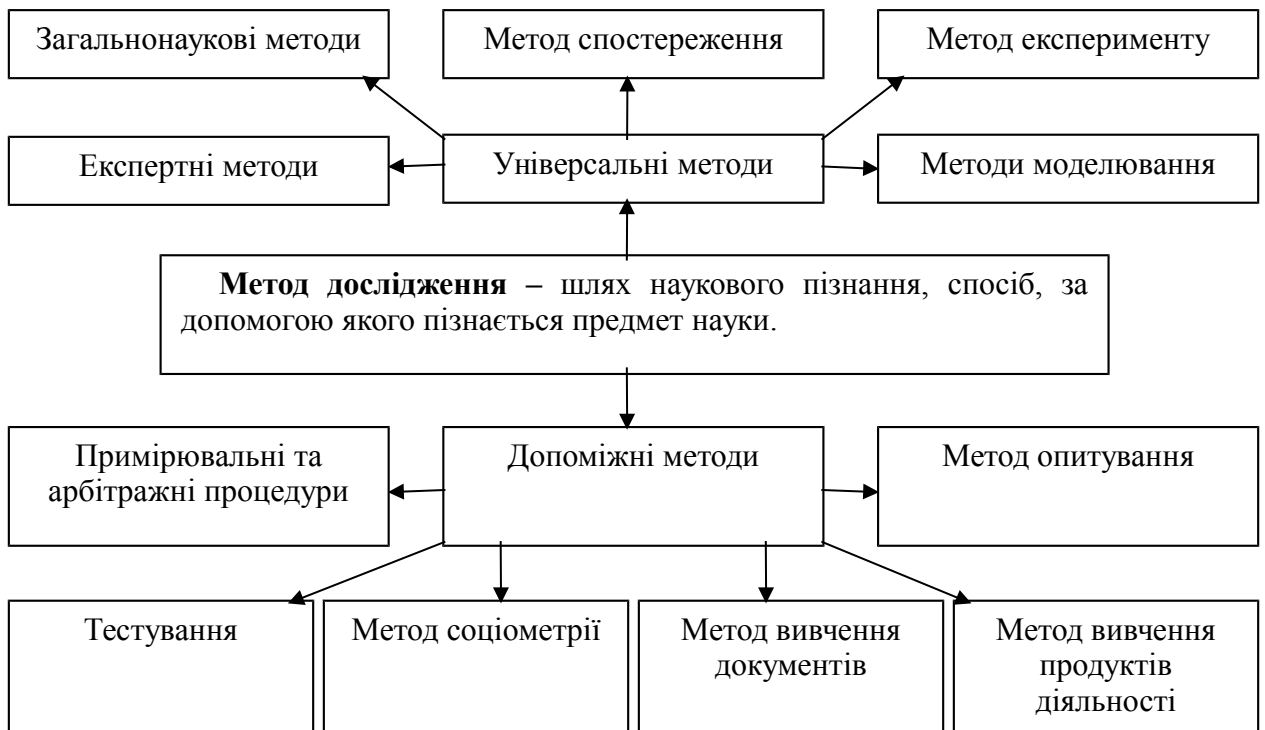 Загальнонаукові методи
Метод спостереження
Метод експерименту
Експертні методи
Універсальні методи
Методи моделювання
Метод дослідження – шлях наукового пізнання, спосіб, за
допомогою якого пізнається предмет науки.
Примірювальні та
арбітражні процедури
Допоміжні методи
Метод опитування
Тестування
Метод соціометрії
Метод вивчення
документів
Метод вивчення
продуктів
діяльності